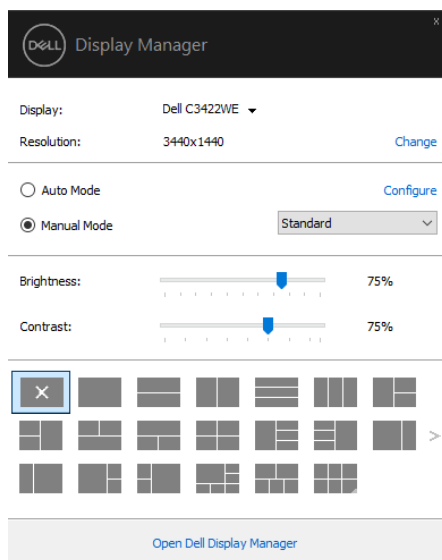 x
DELL Display Manager
Display: Dell C3422WE
Resolution: 3440x1440 Change
Auto Mode Configure
Manual Mode Standard
Brightness: 75%
Contrast: 75%
Open Dell Display Manager